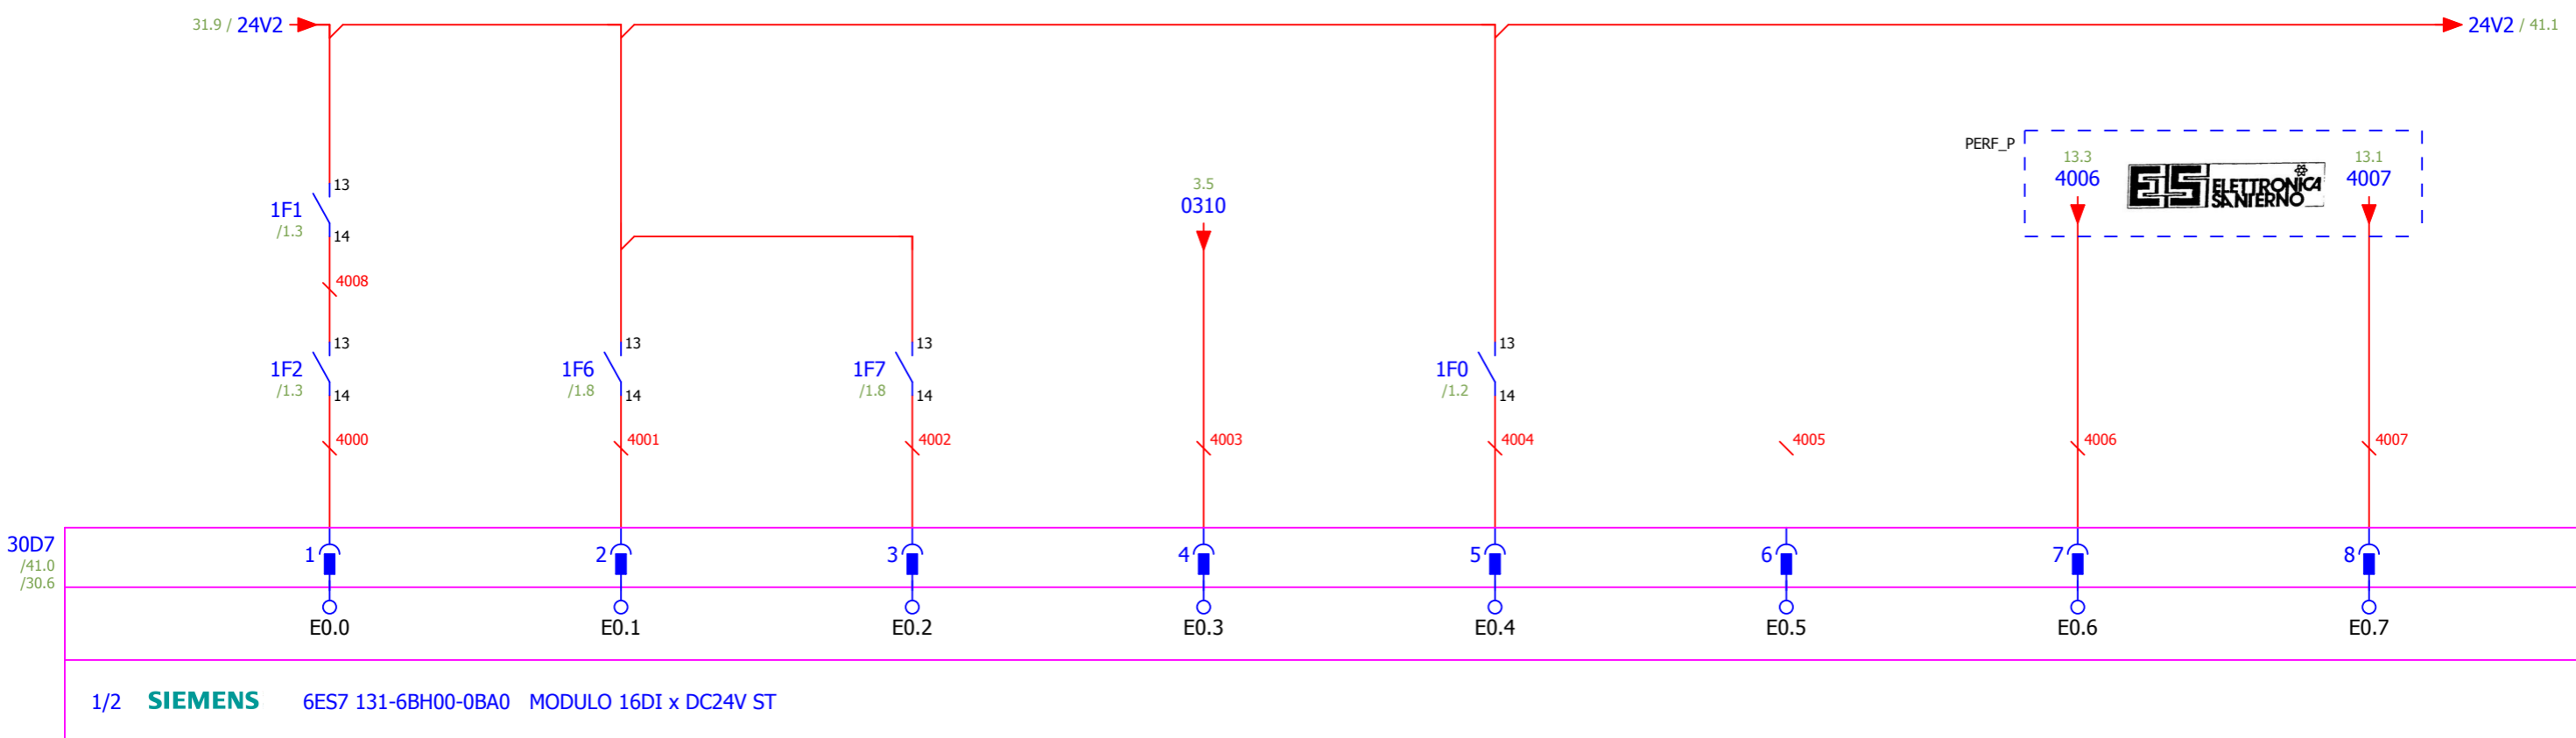 31.9 / 24V2
24V2 / 41.1
PERF_P
13.3
4006
ES ELETTRONICA
SANTERNO
13.1
4007
3.5
0310
13
1F1
/1.3
14
4008
13
1F2
/1.3
14
13
1F6
/1.8
14
13
1F7
/1.8
14
13
1F0
/1.2
14
4000
4001
4002
4003
4004
4005
4006
4007
30D7
/41.0
/30.6
1 2 3 4 5 6 7 8
E0.0 E0.1 E0.2 E0.3 E0.4 E0.5 E0.6 E0.7
1/2 SIEMENS 6ES7 131-6BH00-0BA0 MODULO 16DI x DC24V ST